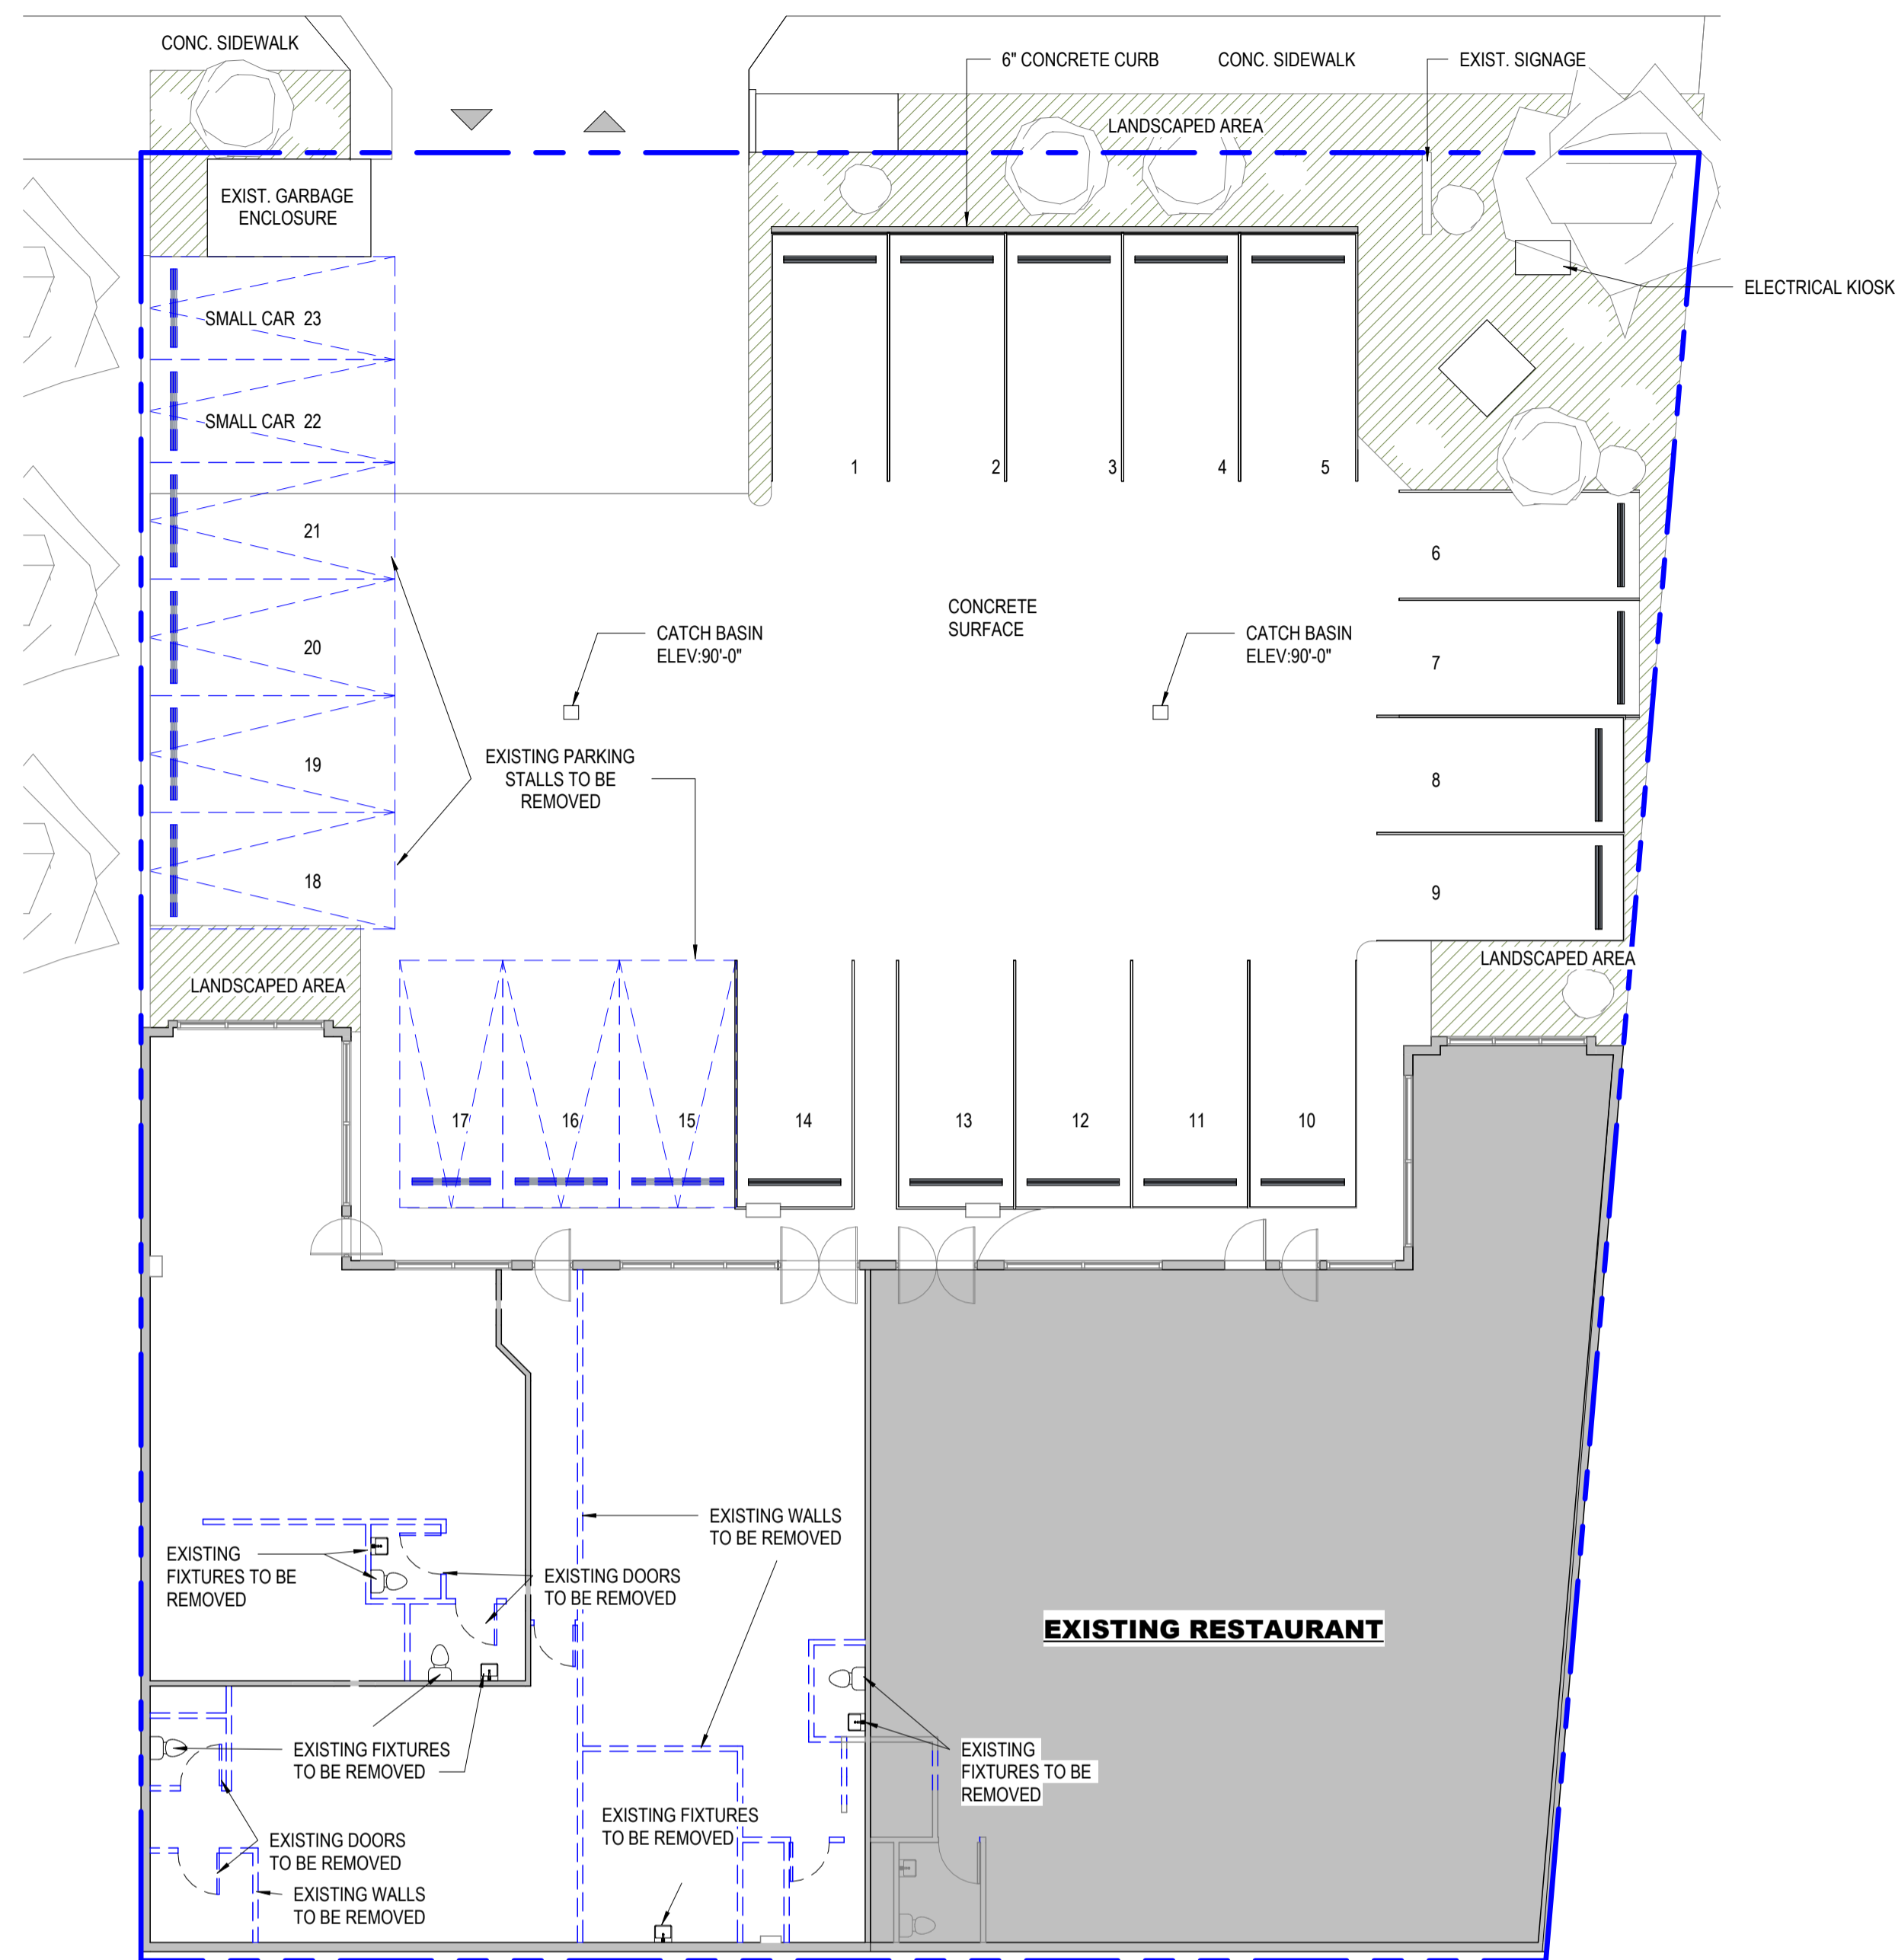 CONC. SIDEWALK
6" CONCRETE CURB
CONC. SIDEWALK
EXIST. SIGNAGE
LANDSCAPED AREA
EXIST. GARBAGE
ENCLOSURE
ELECTRICAL KIOSK
SMALL CAR 23
SMALL CAR 22
1
2
3
4
5
21
6
CONCRETE
SURFACE
CATCH BASIN
ELEV:90'-0"
CATCH BASIN
ELEV:90'-0"
20
7
EXISTING PARKING
STALLS TO BE
REMOVED
19
8
18
9
LANDSCAPED AREA
LANDSCAPED AREA
17
16
15
14
13
12
11
10
EXISTING WALLS
TO BE REMOVED
EXISTING
FIXTURES TO BE
REMOVED
EXISTING DOORS
TO BE REMOVED
EXISTING RESTAURANT
EXISTING FIXTURES
TO BE REMOVED
EXISTING
FIXTURES TO BE
REMOVED
EXISTING FIXTURES
TO BE REMOVED
EXISTING DOORS
TO BE REMOVED
EXISTING WALLS
TO BE REMOVED